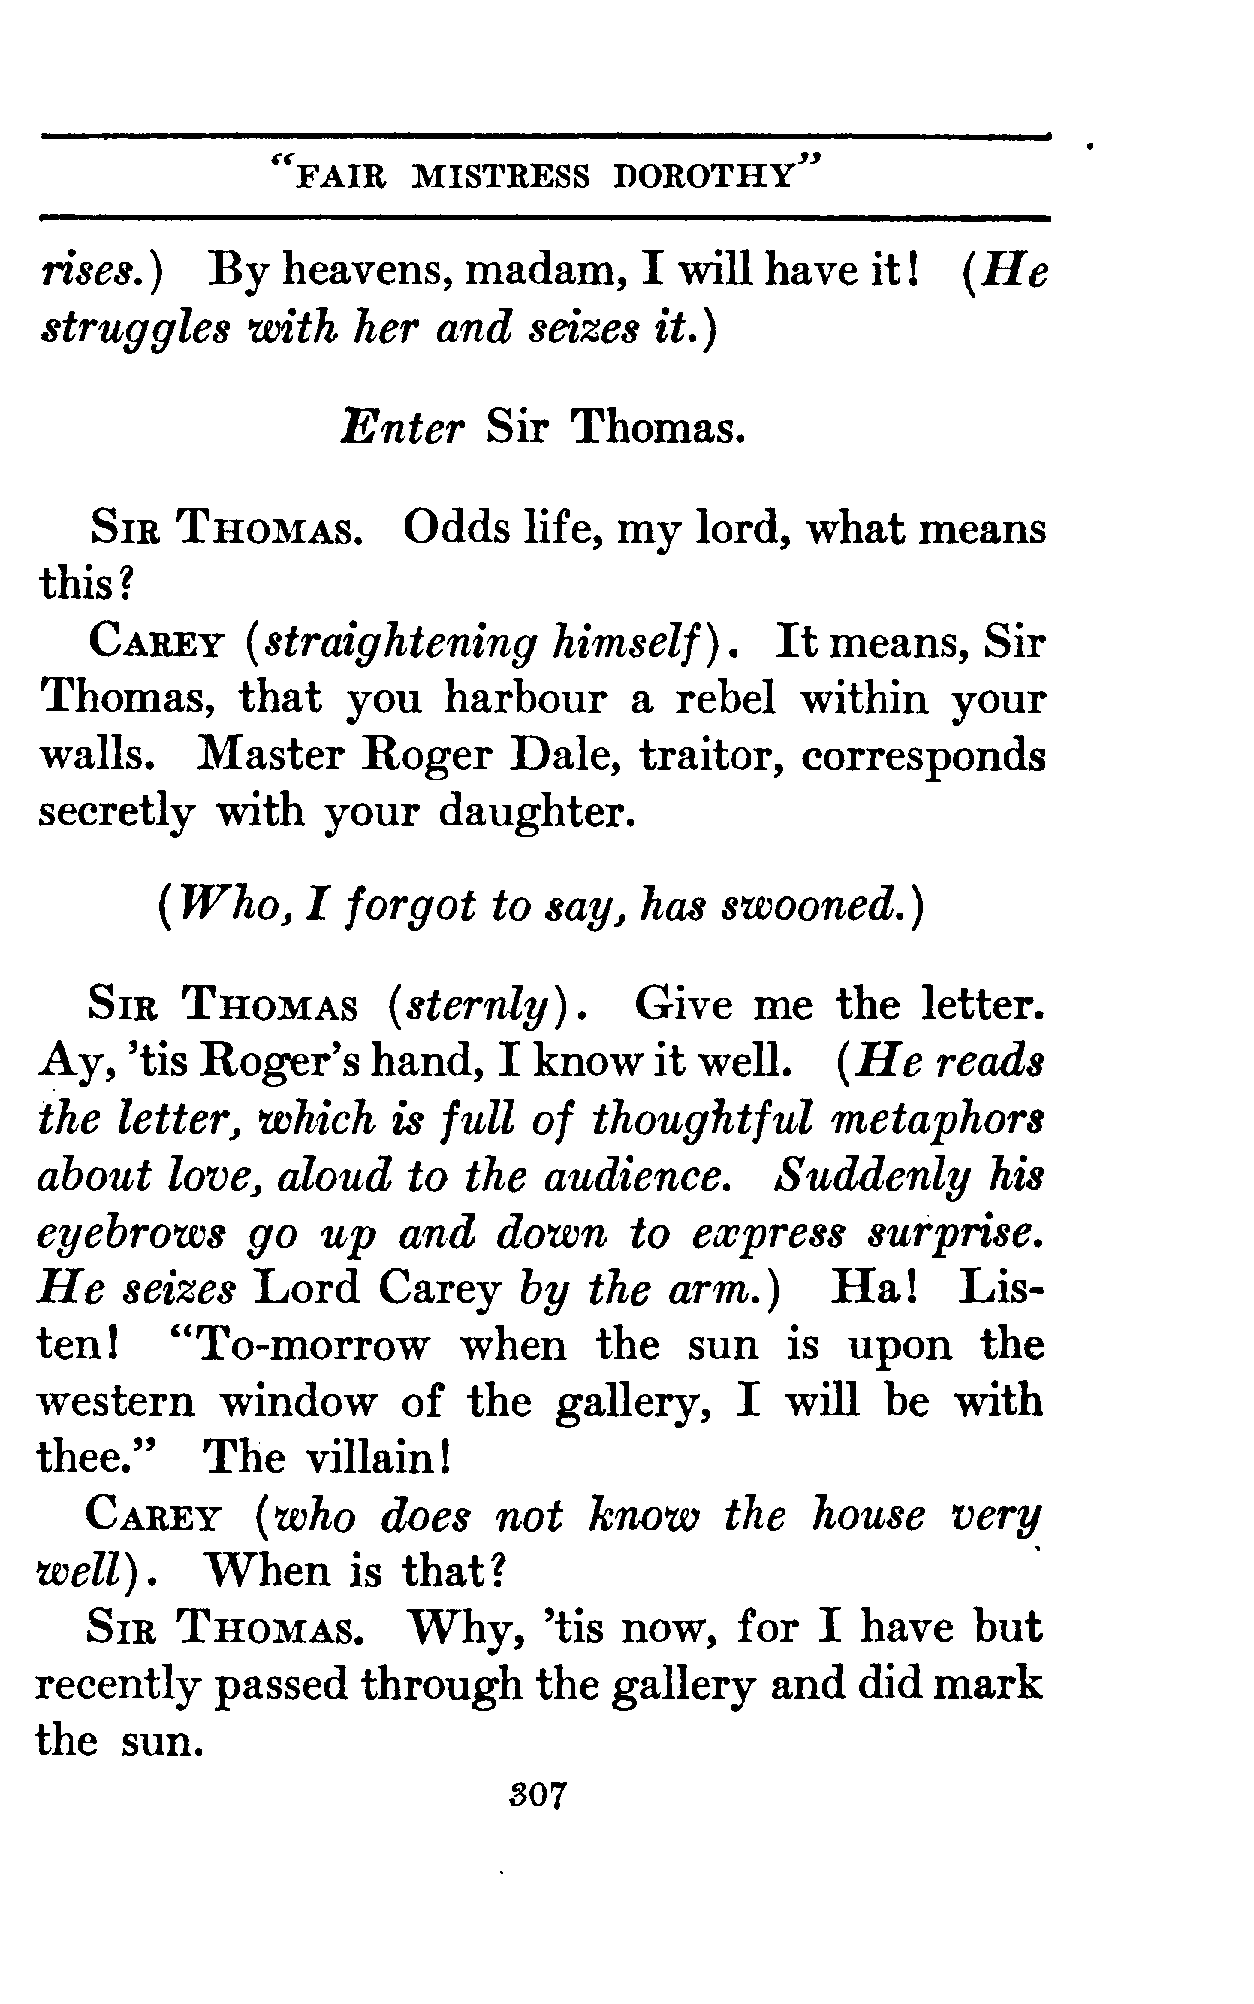 "FAIR MISTRESS DOROTHY"
rises.) By heavens, madam, I will have it! (He
struggles with her and seizes it.)
Enter Sir Thomas.
SIR THOMAS. Odds life, my lord, what means
this?
CAREY (straightening himself). It means, Sir
Thomas, that you harbour a rebel within your
walls. Master Roger Dale, traitor, corresponds
secretly with your daughter.
(Who, I forgot to say, has swooned.)
SIR THOMAS (sternly). Give me the letter.
Ay, 'tis Roger's hand, I know it well. (He reads
the letter, which is full of thoughtful metaphors
about love, aloud to the audience. Suddenly his
eyebrows go up and down to express surprise.
He seizes Lord Carey by the arm.) Ha! Lis-
ten! "To-morrow when the sun is upon the
western window of the gallery, I will be with
thee." The villain!
CAREY (who does not know the house very
well). When is that?
SIR THOMAS. Why, 'tis now, for I have but
recently passed through the gallery and did mark
the sun.
307